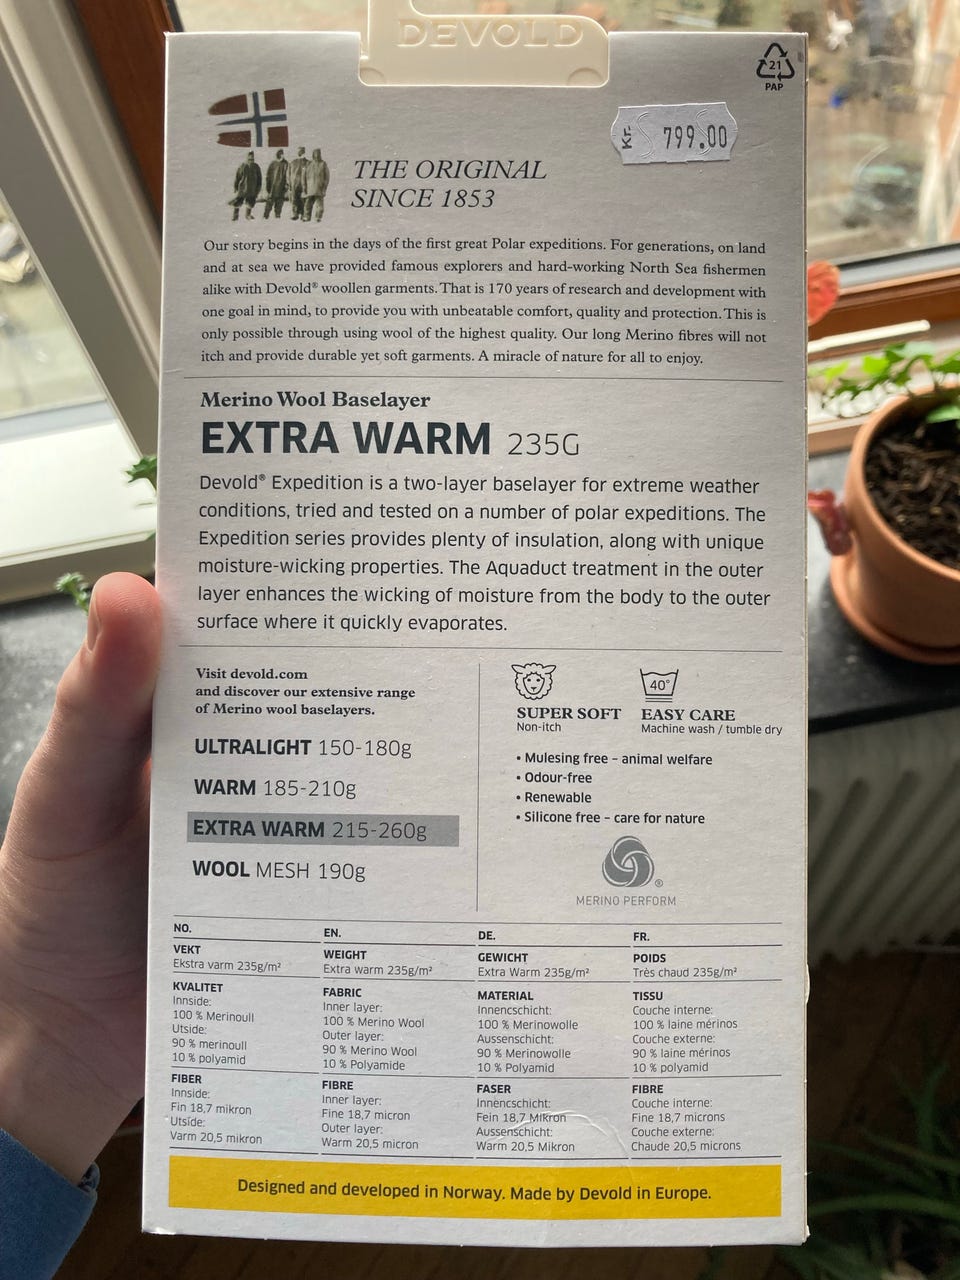 DEVOLD
21
PAP
Kr. 799.00
THE ORIGINAL
SINCE 1853
Our story begins in the days of the first great Polar expeditions. For generations, on land
and at sea we have provided famous explorers and hard-working North Sea fishermen
alike with Devold® woollen garments. That is 170 years of research and development with
one goal in mind, to provide you with unbeatable comfort, quality and protection. This is
only possible through using wool of the highest quality. Our long Merino fibres will not
itch and provide durable yet soft garments. A miracle of nature for all to enjoy.
Merino Wool Baselayer
EXTRA WARM 235G
Devold® Expedition is a two-layer baselayer for extreme weather
conditions, tried and tested on a number of polar expeditions. The
Expedition series provides plenty of insulation, along with unique
moisture-wicking properties. The Aquaduct treatment in the outer
layer enhances the wicking of moisture from the body to the outer
surface where it quickly evaporates.
Visit devold.com
and discover our extensive range
of Merino wool baselayers.
ULTRALIGHT 150-180g
WARM 185-210g
EXTRA WARM 215-260g
WOOL MESH 190g
SUPER SOFT
Non-itch
40°
EASY CARE
Machine wash / tumble dry
• Mulesing free – animal welfare
• Odour-free
• Renewable
• Silicone free – care for nature
®
MERINO PERFORM
NO.
VEKT
Ekstra varm 235g/m²
KVALITET
Innside:
100 % Merinoull
Utside:
90 % merinoull
10 % polyamid
FIBER
Innside:
Fin 18,7 mikron
Utside:
Varm 20,5 mikron
EN.
WEIGHT
Extra warm 235g/m²
FABRIC
Inner layer:
100 % Merino Wool
Outer layer:
90 % Merino Wool
10 % Polyamide
FIBRE
Inner layer:
Fine 18,7 micron
Outer layer:
Warm 20,5 micron
DE.
GEWICHT
Extra Warm 235g/m²
MATERIAL
Innenschicht:
100 % Merinowolle
Aussenschicht:
90 % Merinowolle
10 % Polyamid
FASER
Innenschicht:
Fein 18,7 Mikron
Aussenschicht:
Warm 20,5 Mikron
FR.
POIDS
Très chaud 235g/m²
TISSU
Couche interne:
100 % laine mérinos
Couche externe:
90 % laine mérinos
10 % polyamid
FIBRE
Couche interne:
Fine 18,7 microns
Couche externe:
Chaude 20,5 microns
Designed and developed in Norway. Made by Devold in Europe.